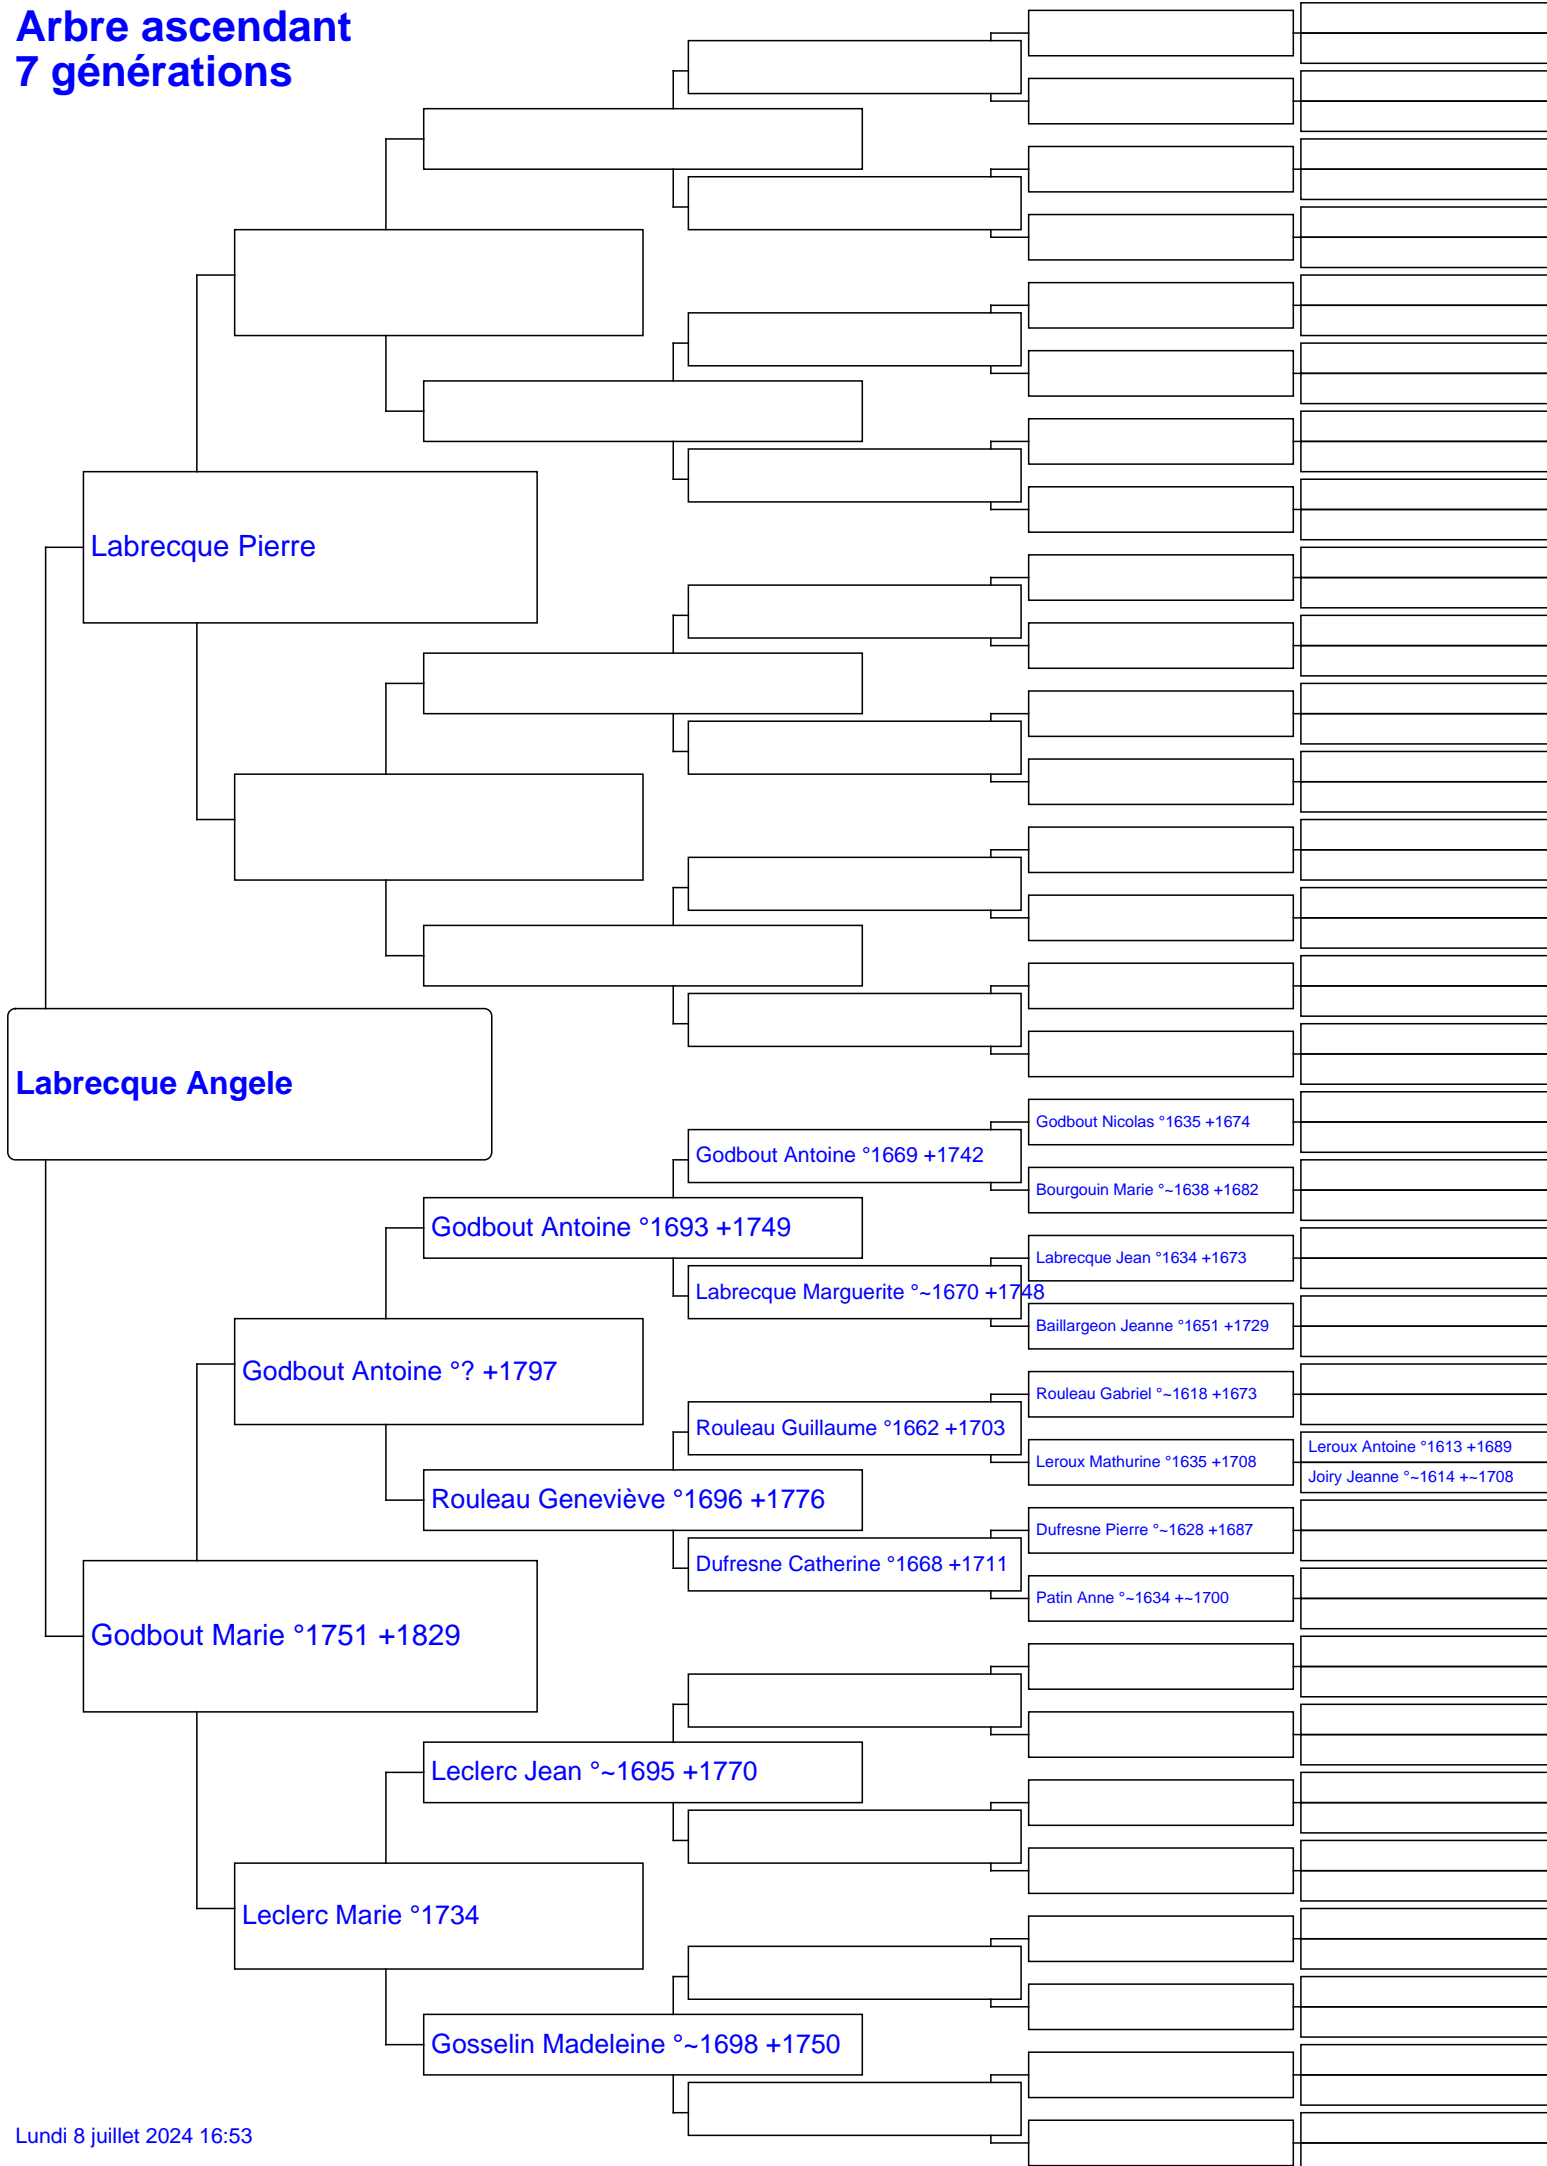 Arbre ascendant
7 générations
Labrecque Pierre
Labrecque Angele
Godbout Nicolas °1635 +1674
Godbout Antoine °1669 +1742
Bourgouin Marie °~1638 +1682
Godbout Antoine °1693 +1749
Labrecque Jean °1634 +1673
Labrecque Marguerite °~1670 +1748
Baillargeon Jeanne °1651 +1729
Godbout Antoine °? +1797
Rouleau Gabriel °~1618 +1673
Rouleau Guillaume °1662 +1703
Leroux Antoine °1613 +1689
Leroux Mathurine °1635 +1708
Joiry Jeanne °~1614 +~1708
Rouleau Geneviève °1696 +1776
Dufresne Pierre °~1628 +1687
Dufresne Catherine °1668 +1711
Patin Anne °~1634 +~1700
Godbout Marie °1751 +1829
Leclerc Jean °~1695 +1770
Leclerc Marie °1734
Gosselin Madeleine °~1698 +1750
Lundi 8 juillet 2024 16:53